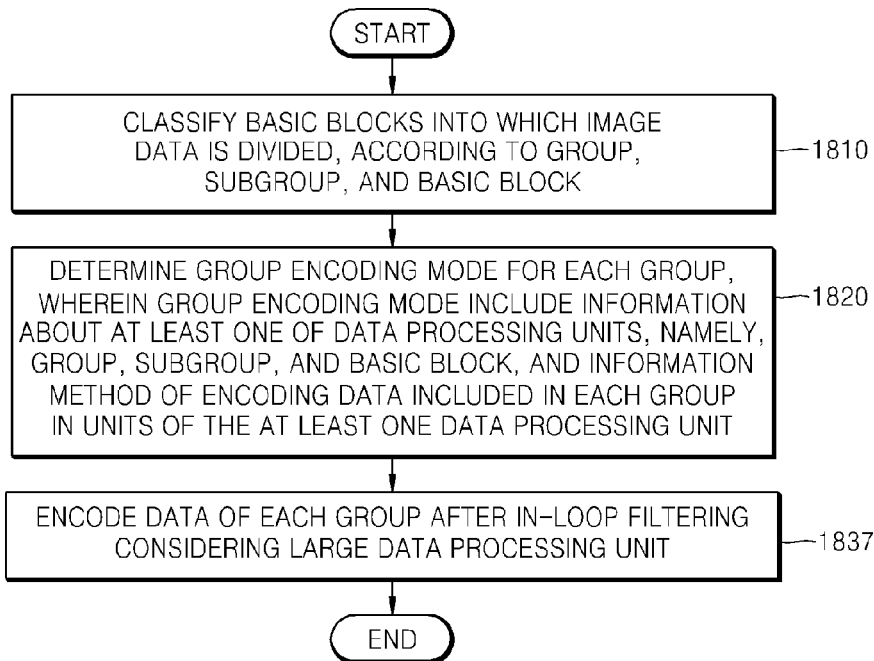 START
CLASSIFY BASIC BLOCKS INTO WHICH IMAGE
DATA IS DIVIDED, ACCORDING TO GROUP,
SUBGROUP, AND BASIC BLOCK
1810
DETERMINE GROUP ENCODING MODE FOR EACH GROUP,
WHEREIN GROUP ENCODING MODE INCLUDE INFORMATION
ABOUT AT LEAST ONE OF DATA PROCESSING UNITS, NAMELY,
GROUP, SUBGROUP, AND BASIC BLOCK, AND INFORMATION
METHOD OF ENCODING DATA INCLUDED IN EACH GROUP
IN UNITS OF THE AT LEAST ONE DATA PROCESSING UNIT
1820
ENCODE DATA OF EACH GROUP AFTER IN-LOOP FILTERING
CONSIDERING LARGE DATA PROCESSING UNIT
1837
END